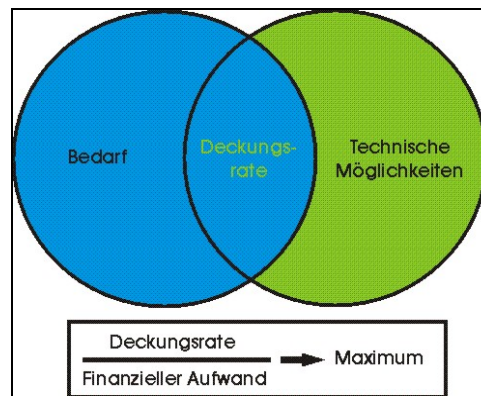 Bedarf
Deckungs-
rate
Technische
Möglichkeiten
Deckungsrate
Finanzieller Aufwand
Maximum